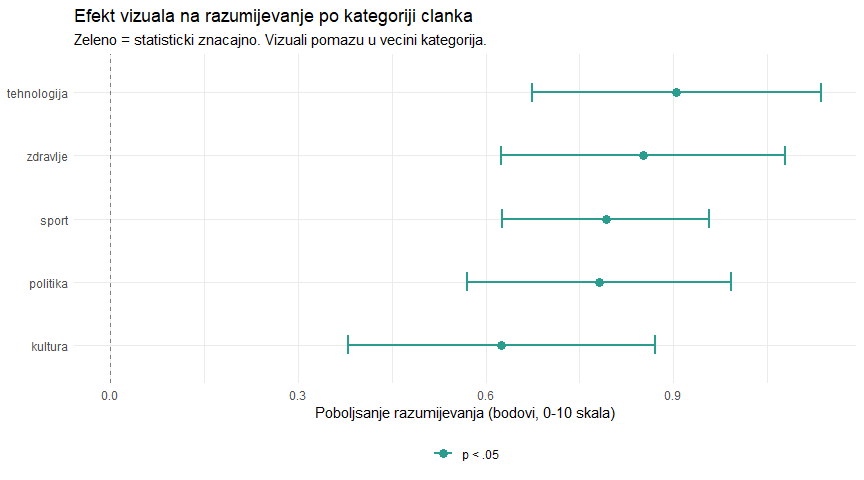 Efekt vizuala na razumijevanje po kategoriji clanka
Zeleno = statisticki znacajno. Vizuali pomazu u vecini kategorija.
tehnologija
zdravlje
sport
politika
kultura
0.0 0.3 0.6 0.9
Poboljsanje razumijevanja (bodovi, 0-10 skala)
p < .05